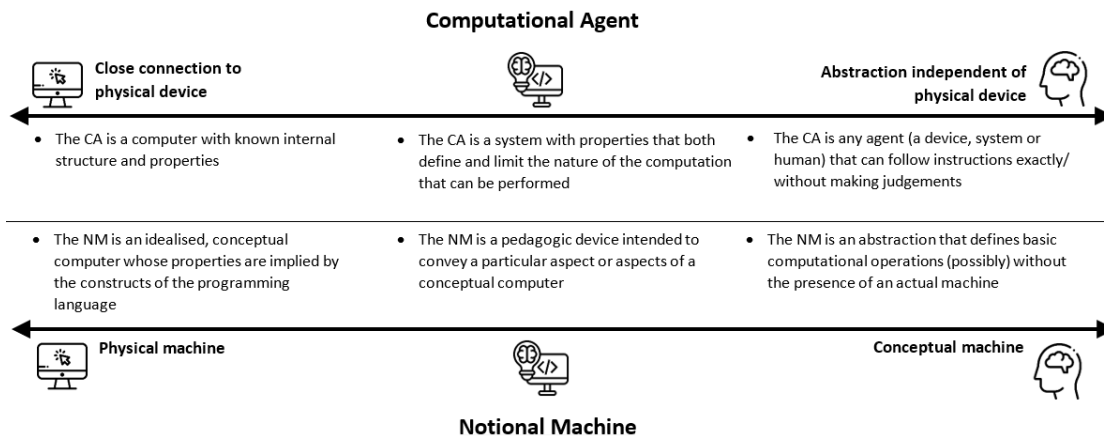 Computational Agent
Close connection to
physical device
</>
Abstraction independent of
physical device
• The CA is a computer with known internal
structure and properties
• The CA is a system with properties that both
define and limit the nature of the computation
that can be performed
• The CA is any agent (a device, system or
human) that can follow instructions exactly/
without making judgements
• The NM is an idealised, conceptual
computer whose properties are implied by
the constructs of the programming
language
• The NM is a pedagogic device intended to
convey a particular aspect or aspects of a
conceptual computer
• The NM is an abstraction that defines basic
computational operations (possibly) without
the presence of an actual machine
Physical machine
</>
Conceptual machine
Notional Machine